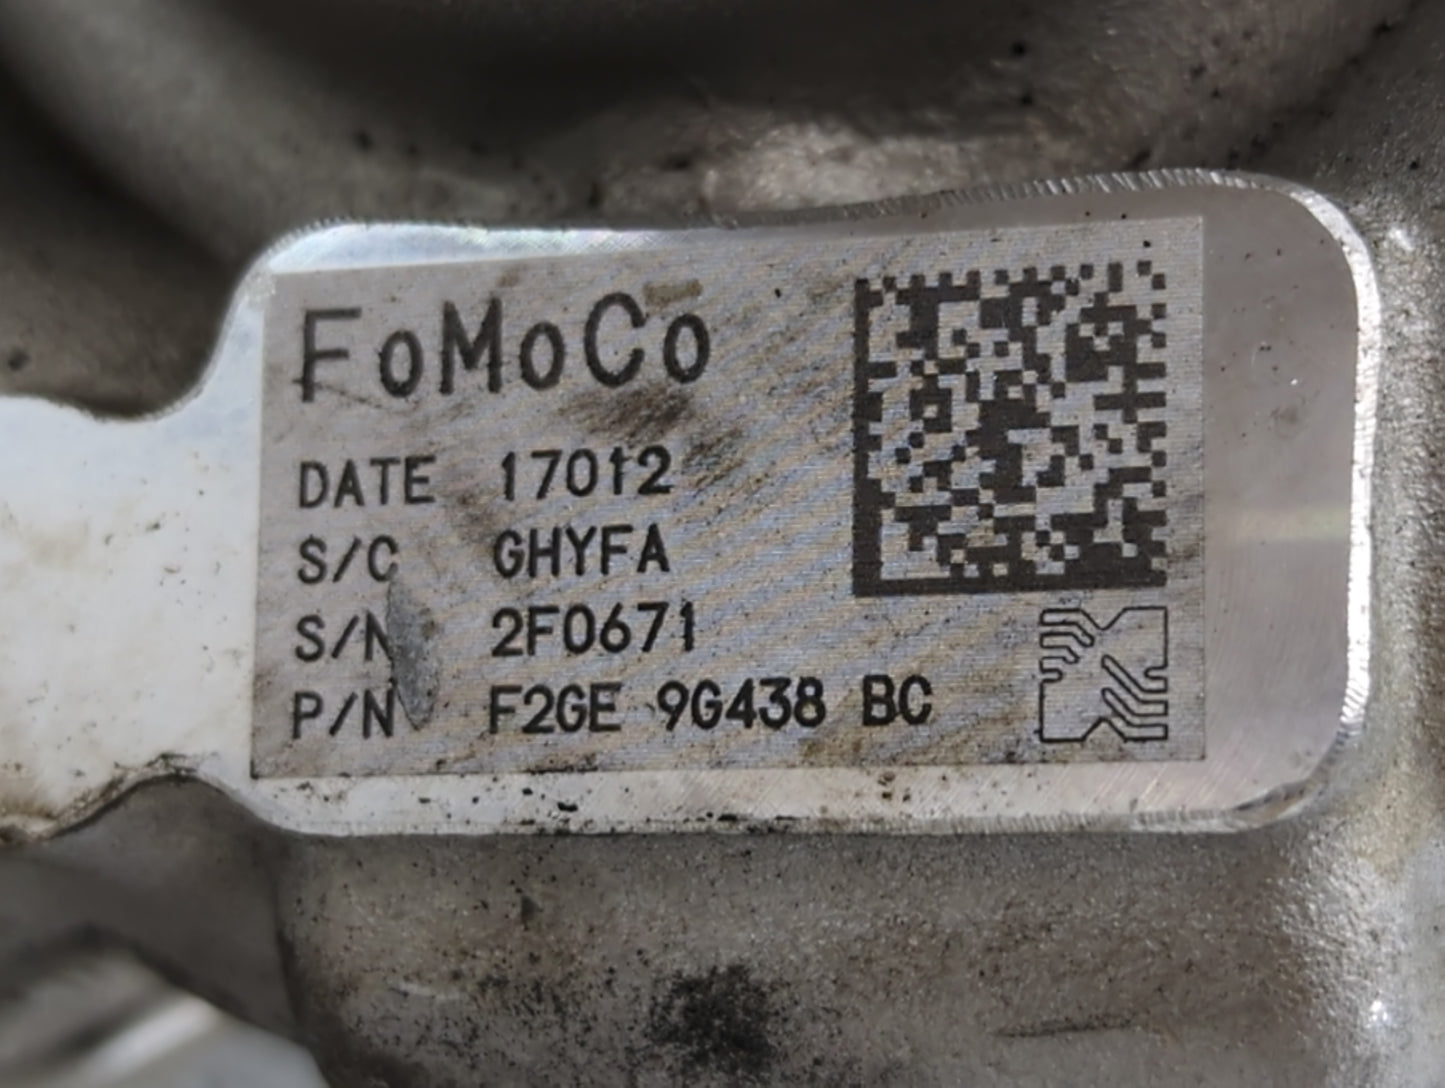 FoMoCo
DATE 17012
S/C GHYFA
S/N 2F0671
P/N F2GE 9G438 BC